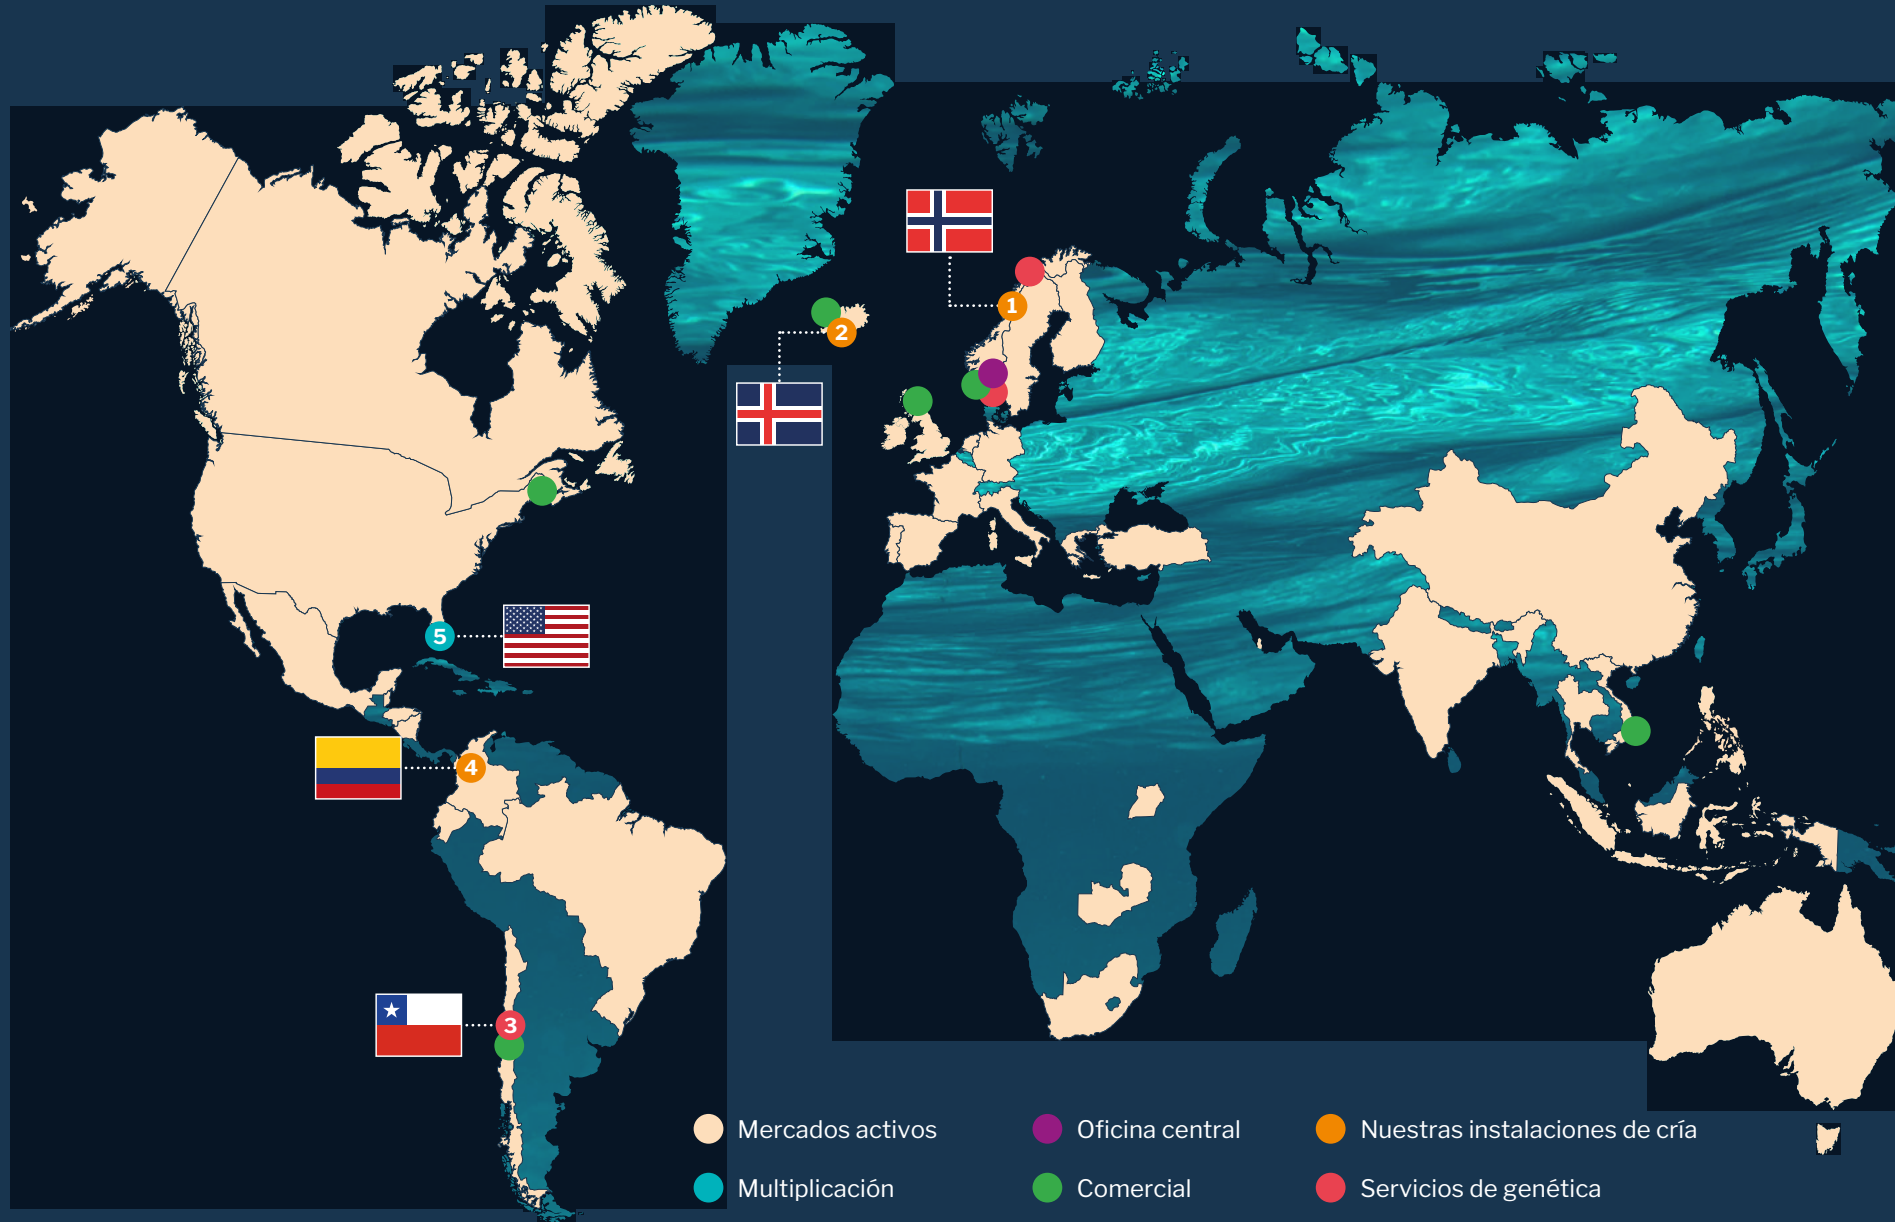 1
2
5
4
3
Mercados activos
Oficina central
Nuestras instalaciones de cría
Multiplicación
Comercial
Servicios de genética